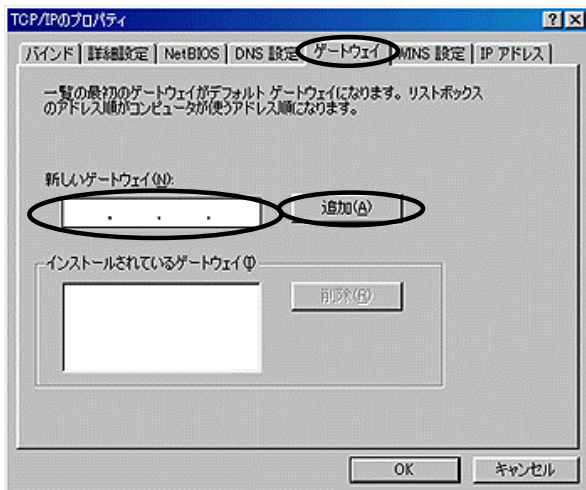 TCP/IPのプロパティ
バインド 詳細設定 NetBIOS DNS 設定 ゲートウェイ WINS 設定 IP アドレス
一覧の最初のゲートウェイがデフォルト ゲートウェイになります。リストボックス
のアドレス順がコンピュータが使うアドレス順になります。
新しいゲートウェイ(N):
. . .
追加(A)
インストールされているゲートウェイ(I)
削除(R)
OK キャンセル